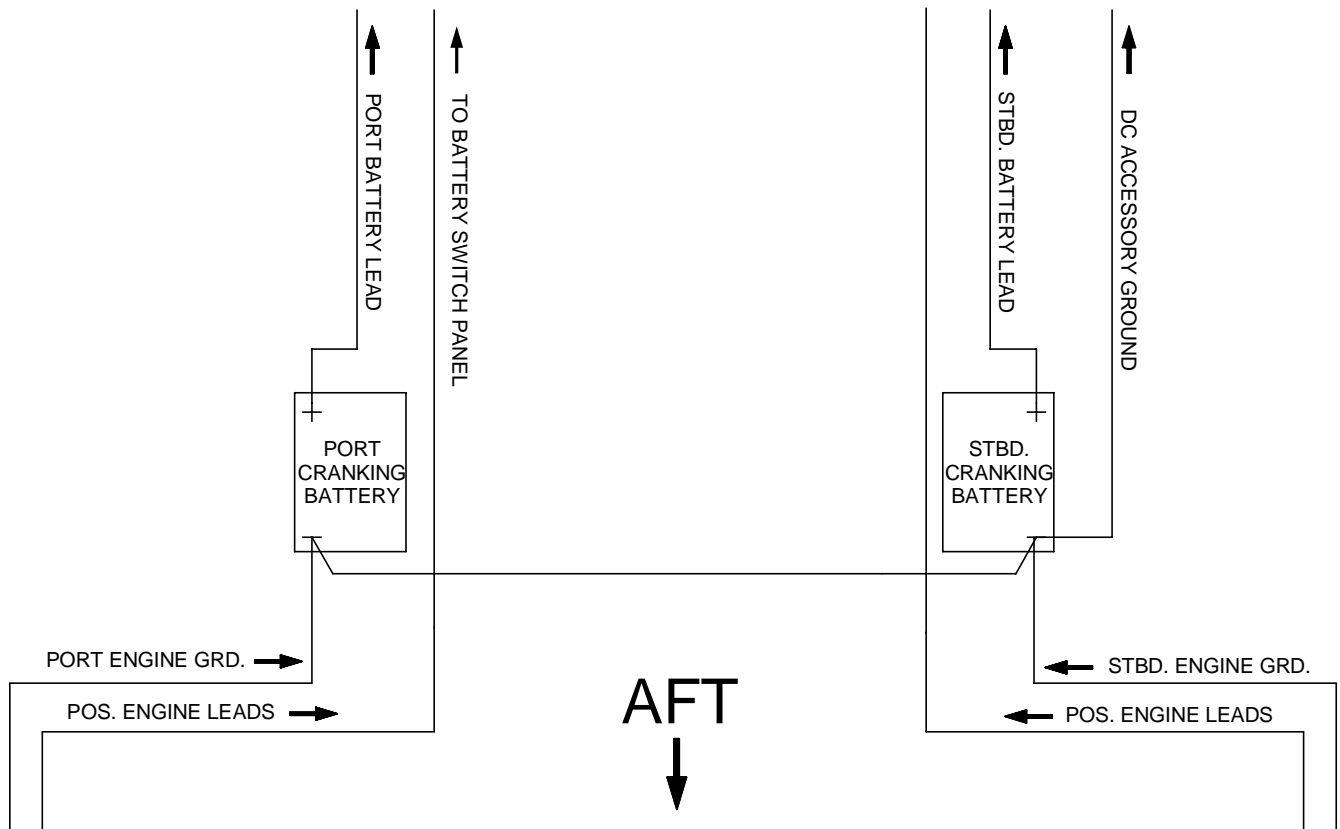 PORT BATTERY LEAD
TO BATTERY SWITCH PANEL
STBD. BATTERY LEAD
DC ACCESSORY GROUND
PORT
CRANKING
BATTERY
STBD.
CRANKING
BATTERY
PORT ENGINE GRD.
STBD. ENGINE GRD.
POS. ENGINE LEADS
POS. ENGINE LEADS
AFT